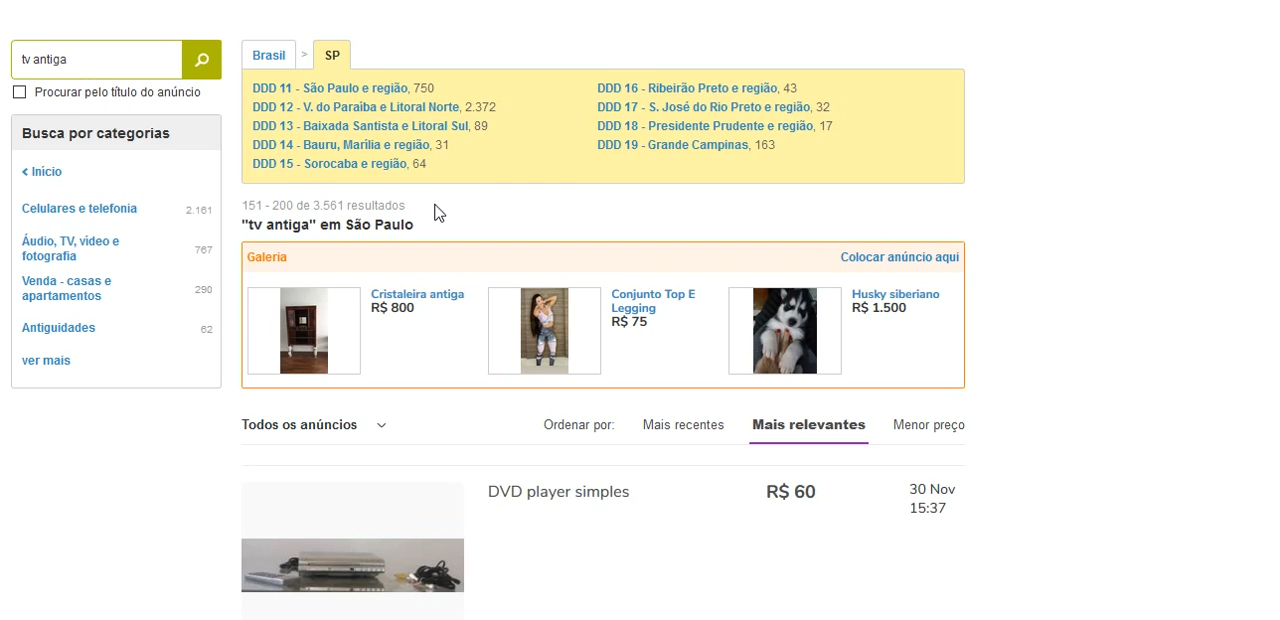 tv antiga
Procurar pelo título do anúncio
Busca por categorias
Início
Celulares e telefonia 2.161
Áudio, TV, vídeo e
fotografia 767
Venda - casas e
apartamentos 290
Antiguidades 62
ver mais
Brasil > SP
DDD 11 - São Paulo e região, 750
DDD 12 - V. do Paraíba e Litoral Norte, 2.372
DDD 13 - Baixada Santista e Litoral Sul, 89
DDD 14 - Bauru, Marília e região, 31
DDD 15 - Sorocaba e região, 64
DDD 16 - Ribeirão Preto e região, 43
DDD 17 - S. José do Rio Preto e região, 32
DDD 18 - Presidente Prudente e região, 17
DDD 19 - Grande Campinas, 163
151 - 200 de 3.561 resultados
"tv antiga" em São Paulo
Galeria Colocar anúncio aqui
Cristaleira antiga
R$ 800
Conjunto Top E
Legging
R$ 75
Husky siberiano
R$ 1.500
Todos os anúncios Ordenar por: Mais recentes Mais relevantes Menor preço
DVD player simples R$ 60 30 Nov
15:37